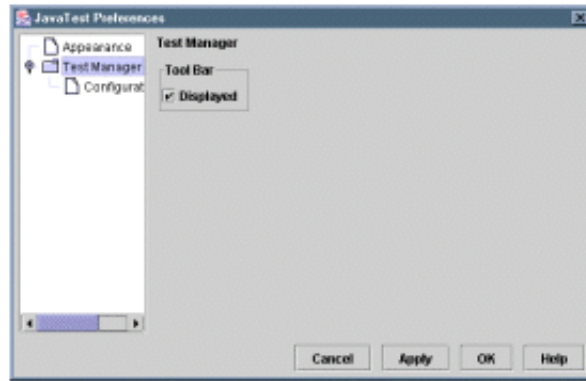 JavaTest Preferences
Appearance
Test Manager
Configurat
Test Manager
Tool Bar
Displayed
Cancel
Apply
OK
Help